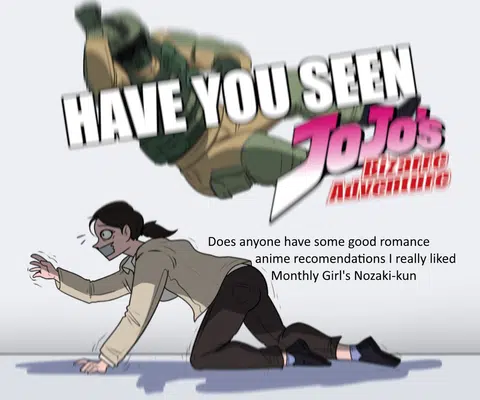 HAVE YOU SEEN
JoJo's
Bizarre
Adventure
Does anyone have some good romance
anime recomendations I really liked
Monthly Girl's Nozaki-kun